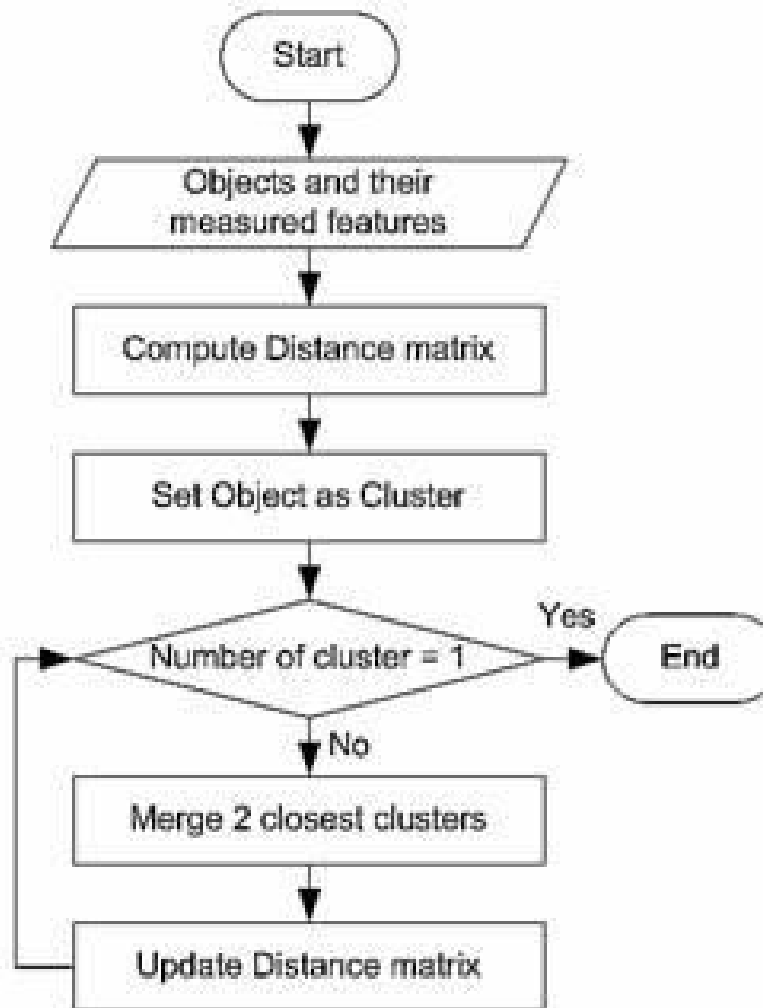 Start
Objects and their
measured features
Compute Distance matrix
Set Object as Cluster
Number of cluster = 1
Yes
End
No
Merge 2 closest clusters
Update Distance matrix